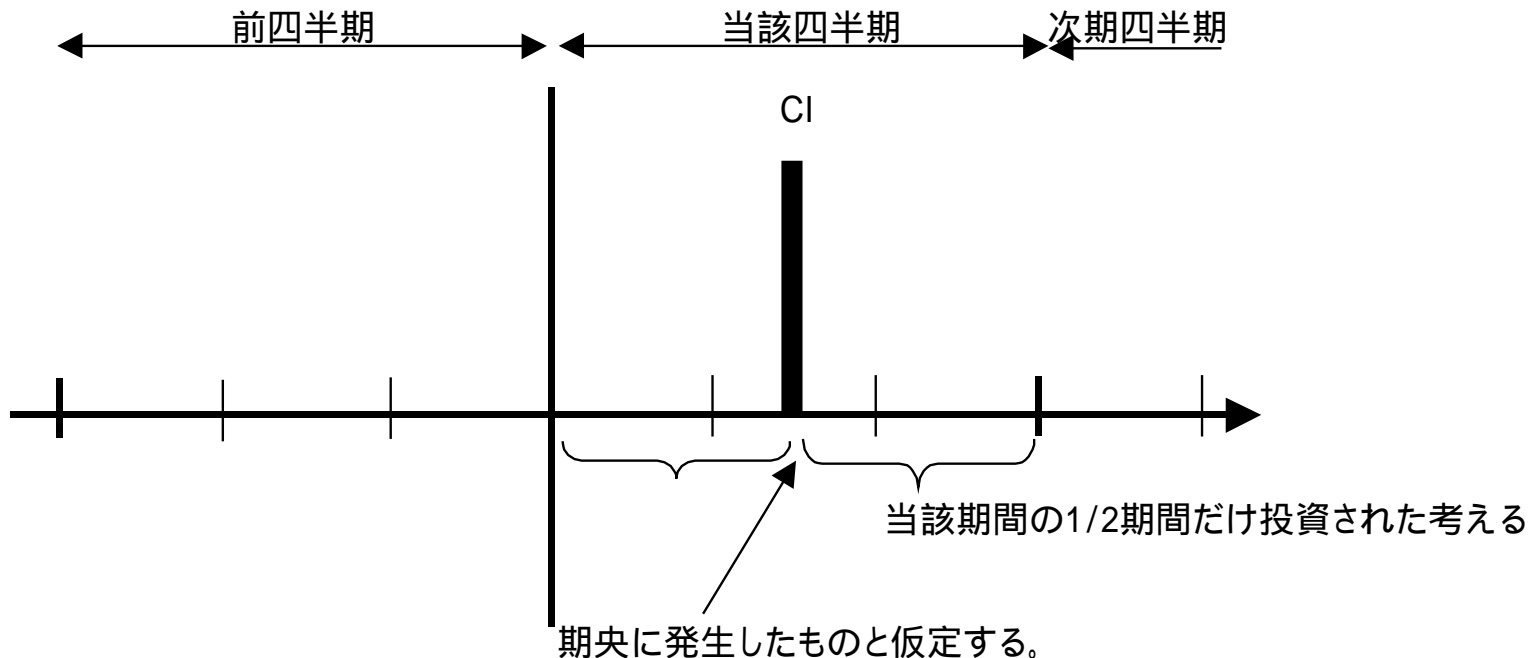 前四半期
当該四半期
次期四半期
CI
当該期間の1/2期間だけ投資された考える
期央に発生したものと仮定する。